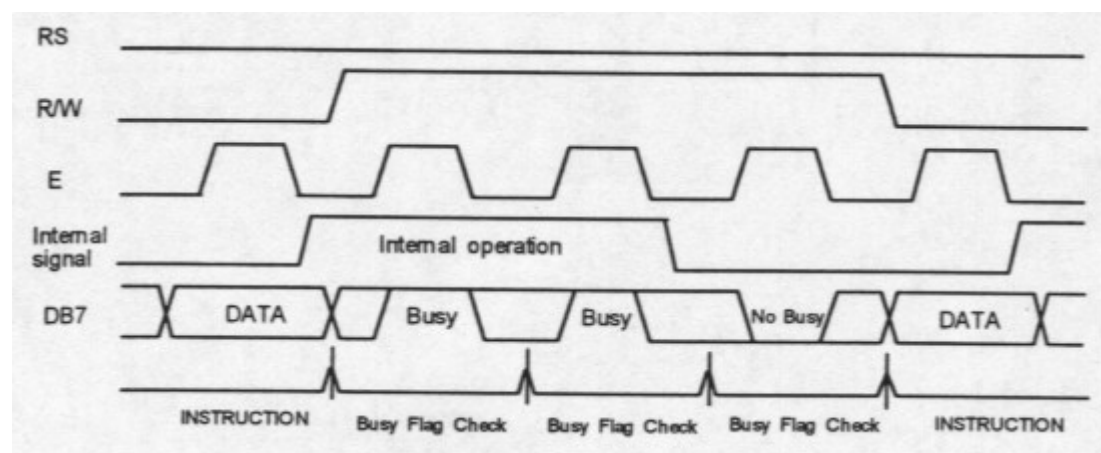 RS
R/W
E
Internal
signal
Internal operation
DB7
DATA
Busy
Busy
No Busy
DATA
INSTRUCTION
Busy Flag Check
Busy Flag Check
Busy Flag Check
INSTRUCTION